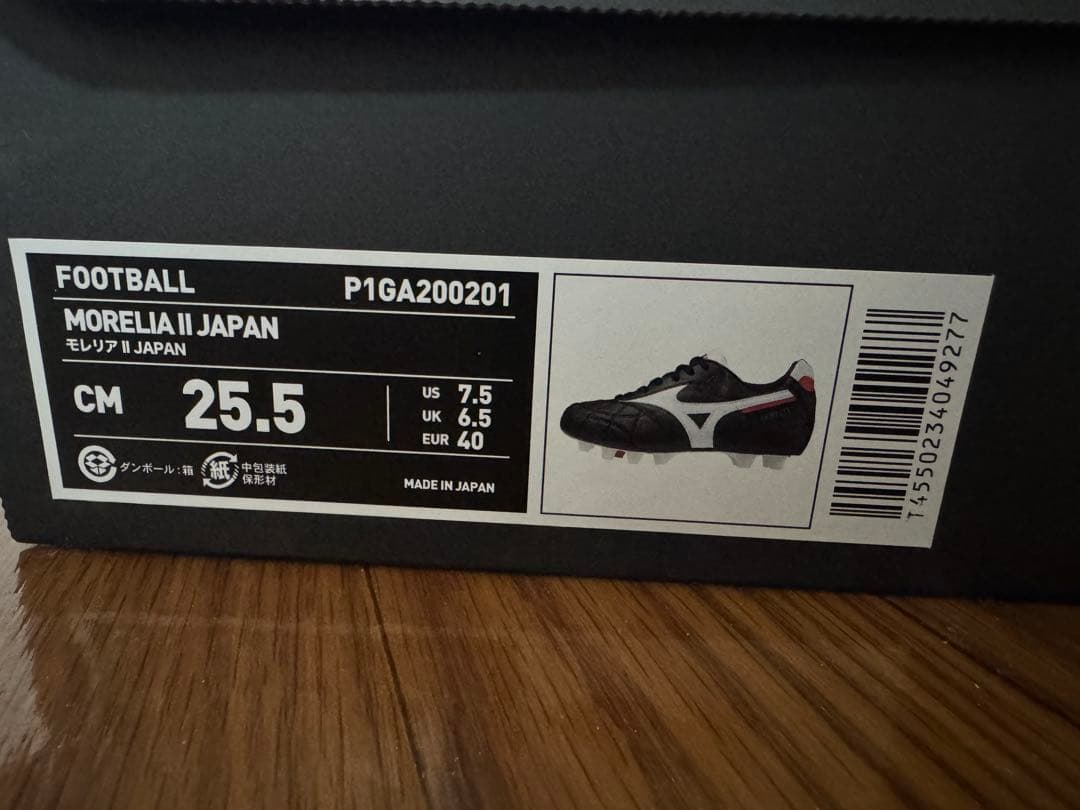 FOOTBALL
P1GA200201
MORELIA II JAPAN
モレリア II JAPAN
CM 25.5
US 7.5
UK 6.5
EUR 40
ダンボール:箱
紙
中包装紙
保形材
MADE IN JAPAN
T4550234049277